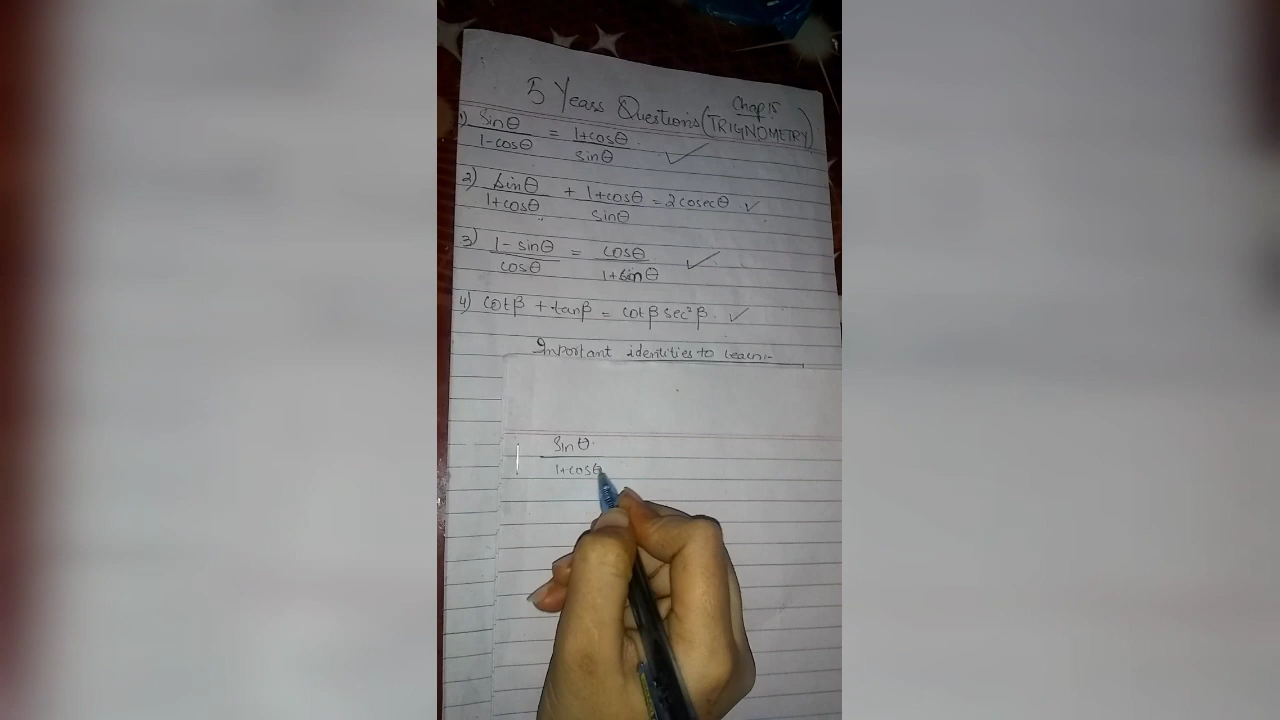 5 Years Questions (Chap 15 TRIGNOMETRY)
1) sinθ / 1-cosθ = 1+cosθ / sinθ ✓
2) sinθ / 1+cosθ + 1+cosθ / sinθ = 2cosecθ ✓
3) 1-sinθ / cosθ = cosθ / 1+sinθ ✓
4) cotβ + tanβ = cotβ sec²β. ✓
Important identities to learn:-
sinθ / 1+cosθ